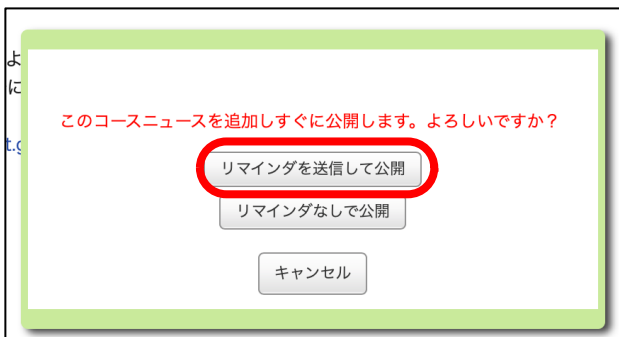 よ
に
このコースニュースを追加しすぐに公開します。よろしいですか？
t.g
リマインダを送信して公開
リマインダなしで公開
キャンセル